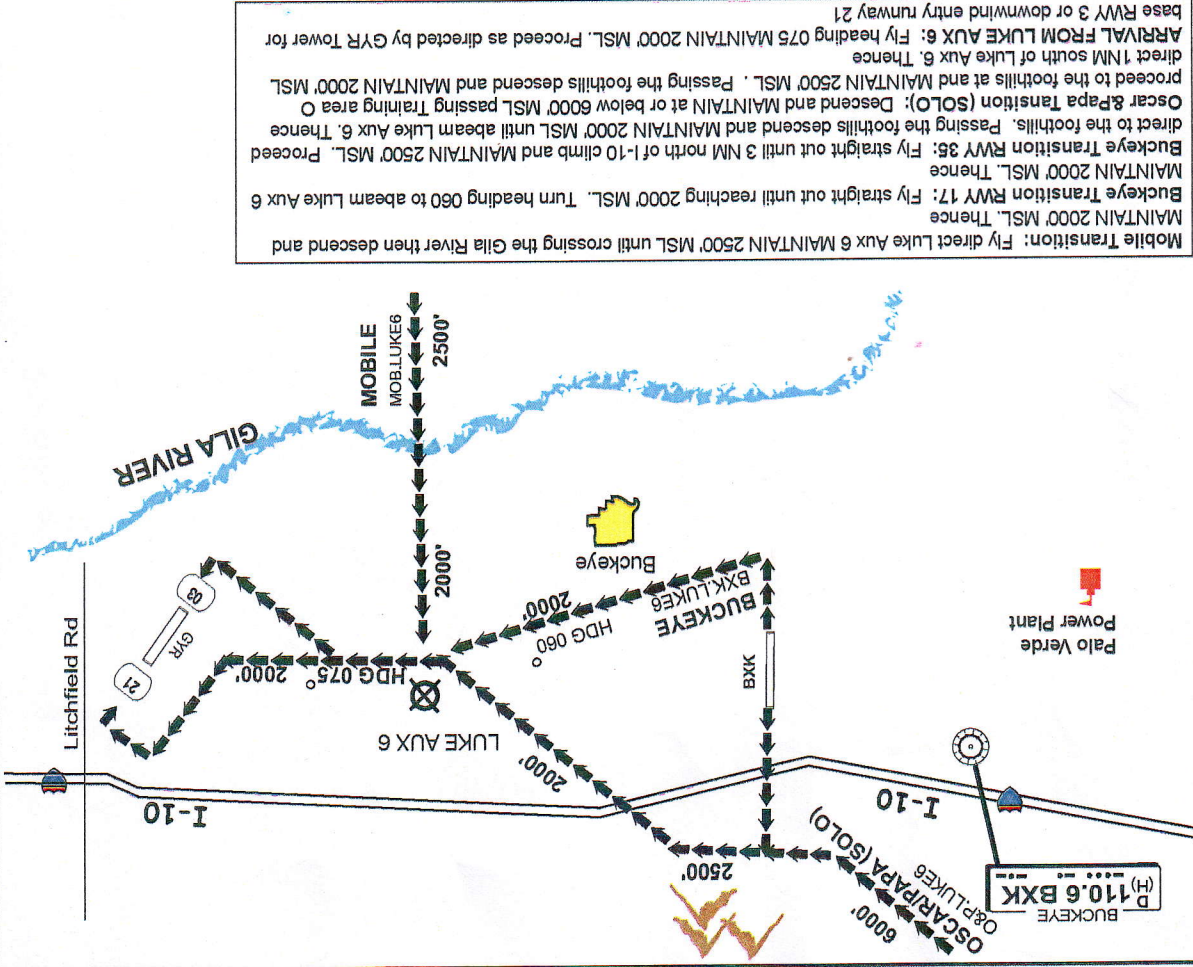 BUCKEYE
D 110.6 BXK
(H)
6000'
OSCAR/PAPA (SOLO)
O&P.LUKE6
2500'
I-10
I-10
2000'
LUKE AUX 6
Litchfield Rd
Palo Verde
Power Plant
BXK
HDG 075°
2000'
21
GYR
03
HDG 060°
2000'
BUCKEYE
BXK.LUKE6
Buckeye
2000'
GILA RIVER
2500'
MOBILE
MOB.LUKE6
Mobile Transition: Fly direct Luke Aux 6 MAINTAIN 2500' MSL until crossing the Gila River then descend and
MAINTAIN 2000' MSL. Thence
Buckeye Transition RWY 17: Fly straight out until reaching 2000' MSL. Turn heading 060 to abeam Luke Aux 6
MAINTAIN 2000' MSL. Thence
Buckeye Transition RWY 35: Fly straight out until 3 NM north of I-10 climb and MAINTAIN 2500' MSL. Proceed
direct to the foothills. Passing the foothills descend and MAINTAIN 2000' MSL until abeam Luke Aux 6. Thence
Oscar &Papa Tansition (SOLO): Descend and MAINTAIN at or below 6000' MSL passing Training area O
proceed to the foothills at and MAINTAIN 2500' MSL . Passing the foothills descend and MAINTAIN 2000' MSL
direct 1NM south of Luke Aux 6. Thence
ARRIVAL FROM LUKE AUX 6: Fly heading 075 MAINTAIN 2000' MSL. Proceed as directed by GYR Tower for
base RWY 3 or downwind entry runway 21